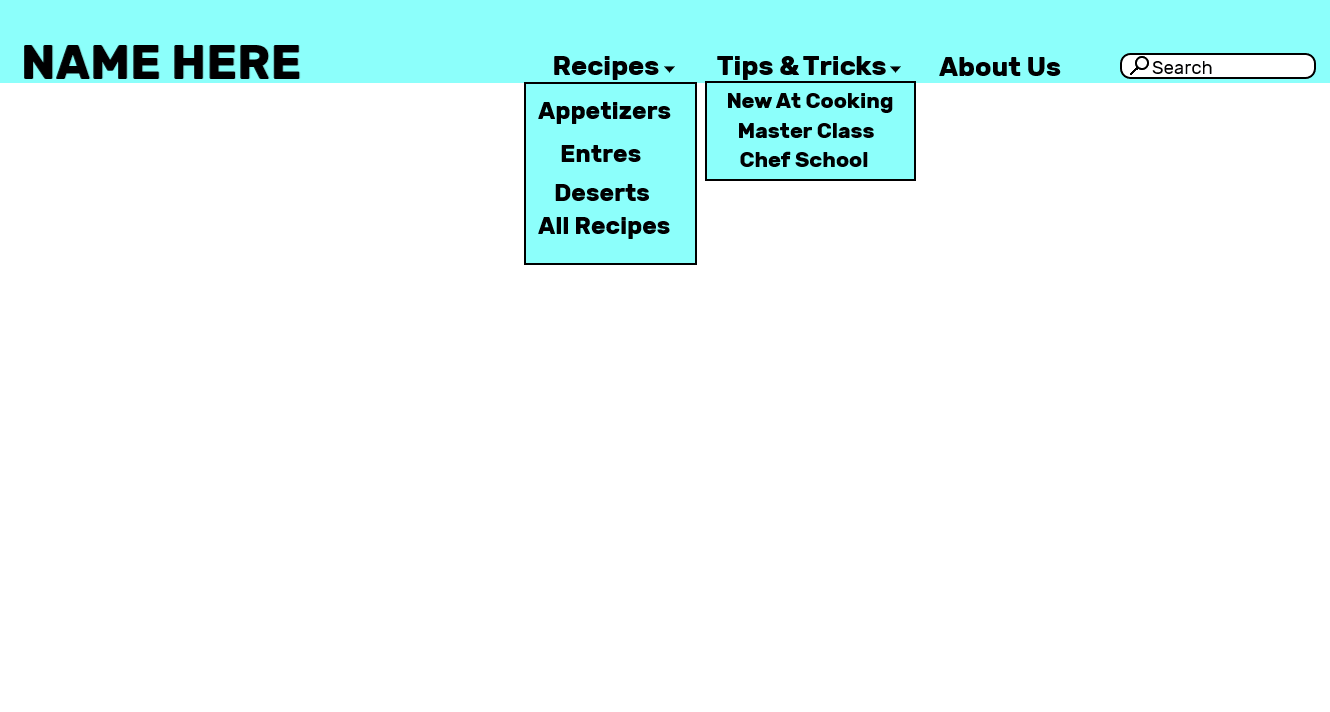 NAME HERE
Recipes
Tips & Tricks
About Us
Search
Appetizers
Entres
Deserts
All Recipes
New At Cooking
Master Class
Chef School